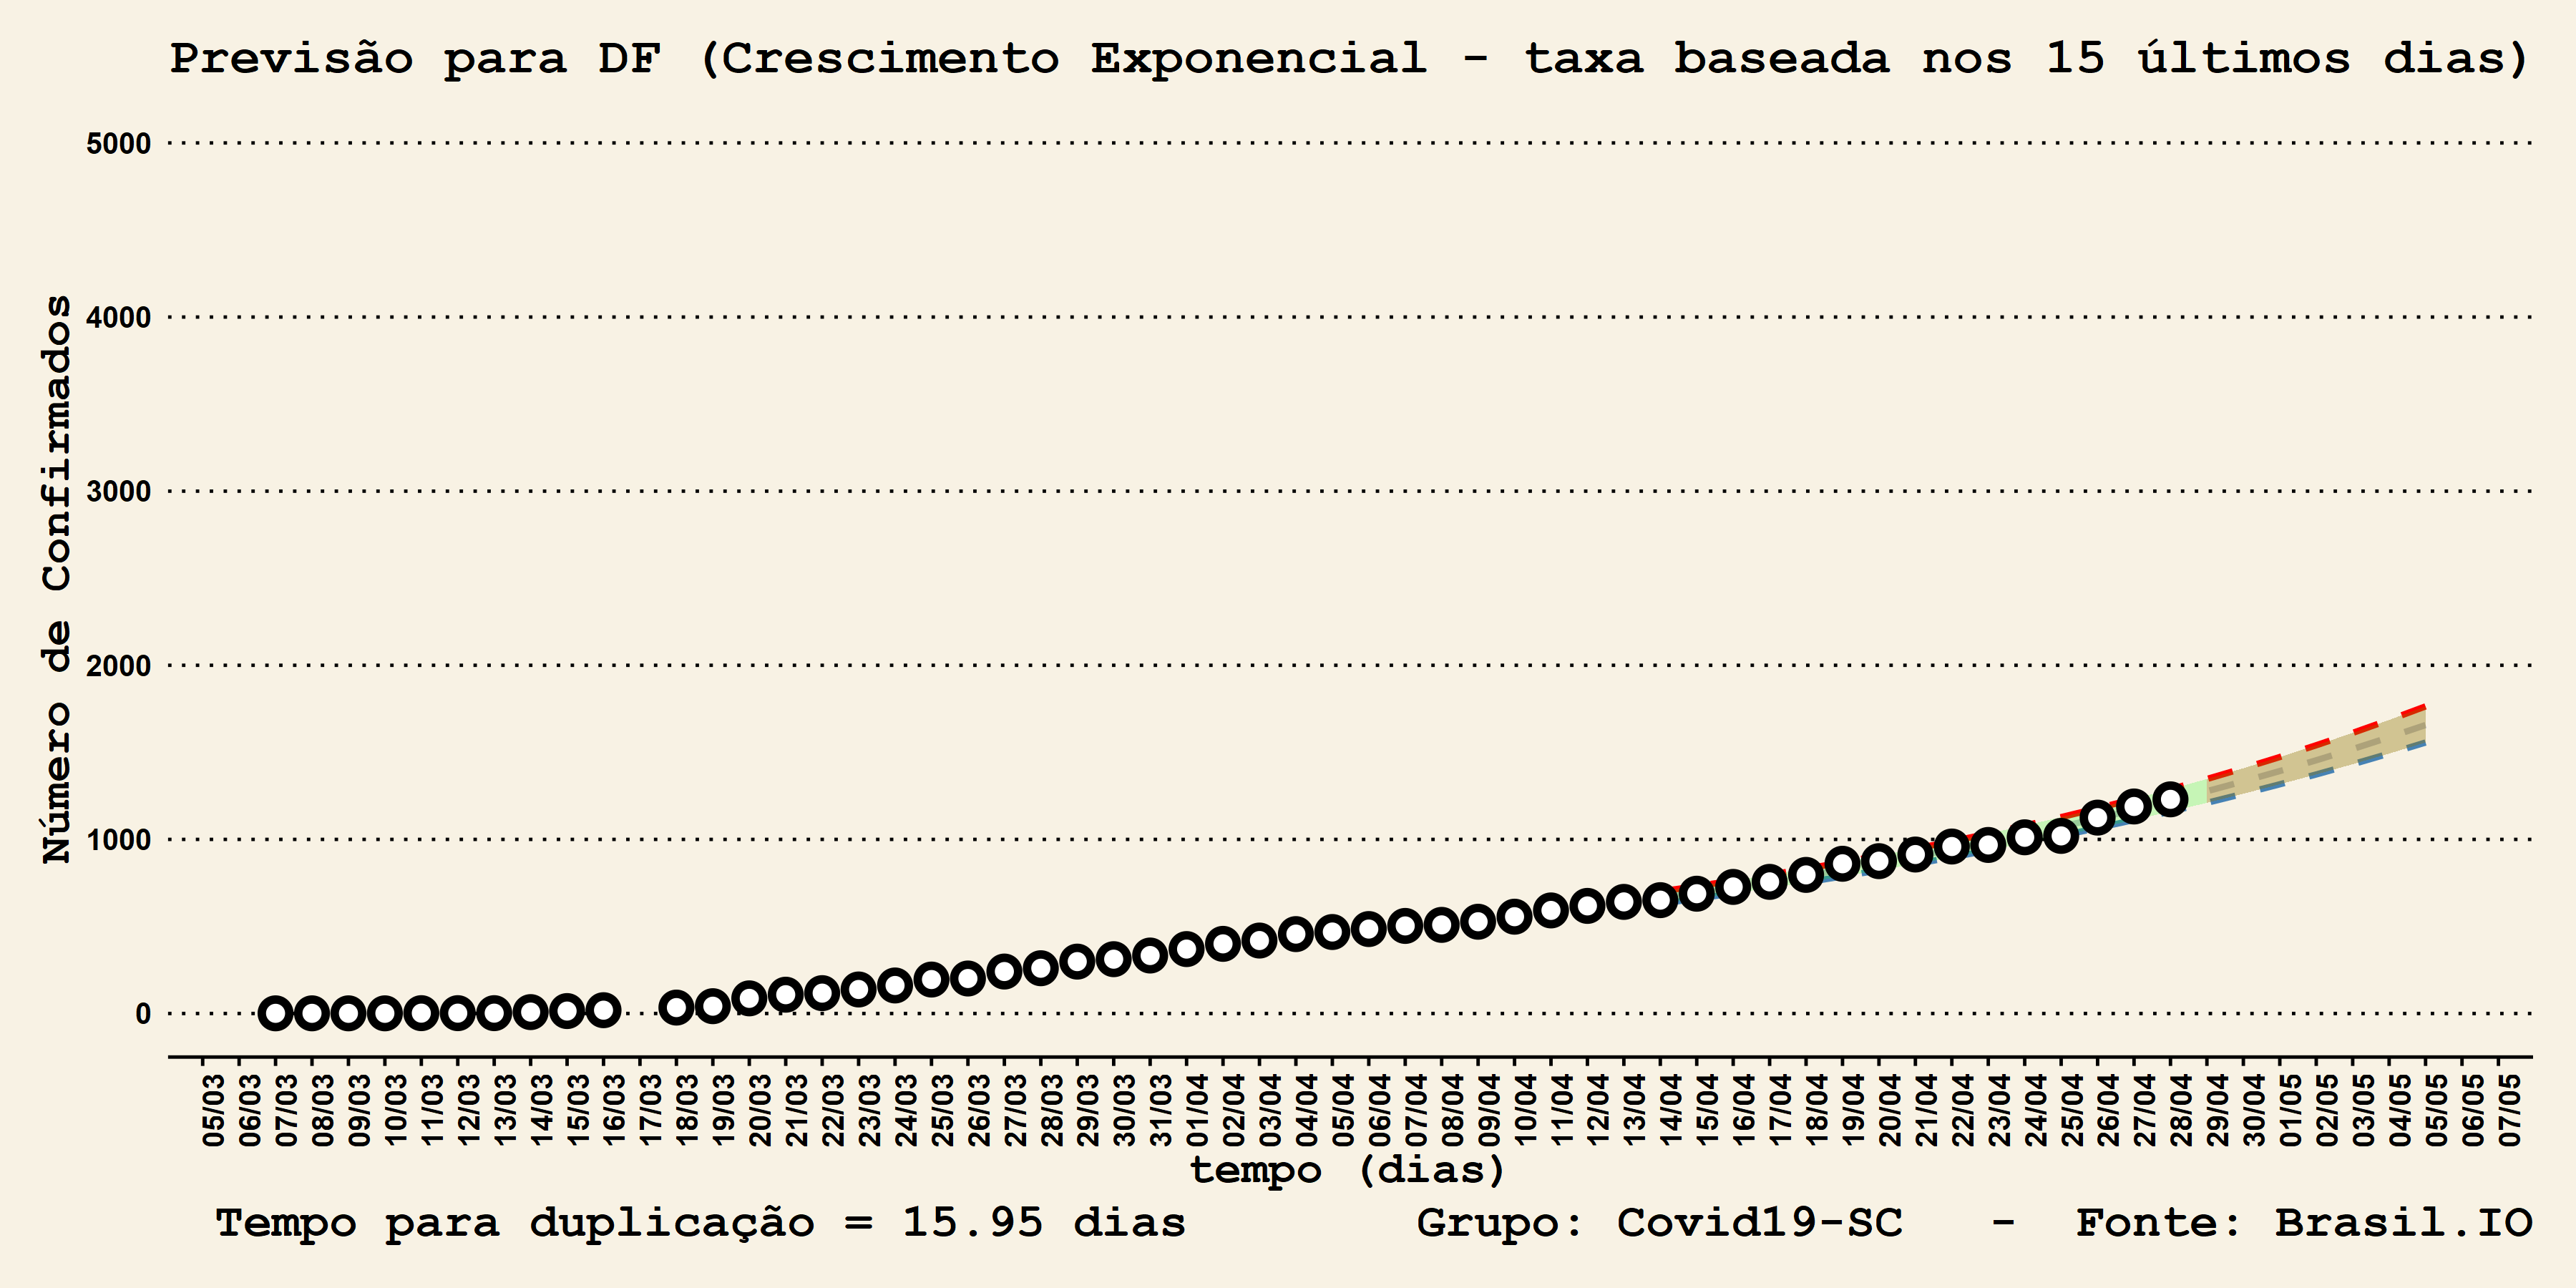 Previsão para DF (Crescimento Exponencial - taxa baseada nos 15 últimos dias)
Número de Confirmados
5000
4000
3000
2000
1000
0
05/03 06/03 07/03 08/03 09/03 10/03 11/03 12/03 13/03 14/03 15/03 16/03 17/03 18/03 19/03 20/03 21/03 22/03 23/03 24/03 25/03 26/03 27/03 28/03 29/03 30/03 31/03 01/04 02/04 03/04 04/04 05/04 06/04 07/04 08/04 09/04 10/04 11/04 12/04 13/04 14/04 15/04 16/04 17/04 18/04 19/04 20/04 21/04 22/04 23/04 24/04 25/04 26/04 27/04 28/04 29/04 30/04 01/05 02/05 03/05 04/05 05/05 06/05 07/05
tempo (dias)
Tempo para duplicação = 15.95 dias Grupo: Covid19-SC - Fonte: Brasil.IO